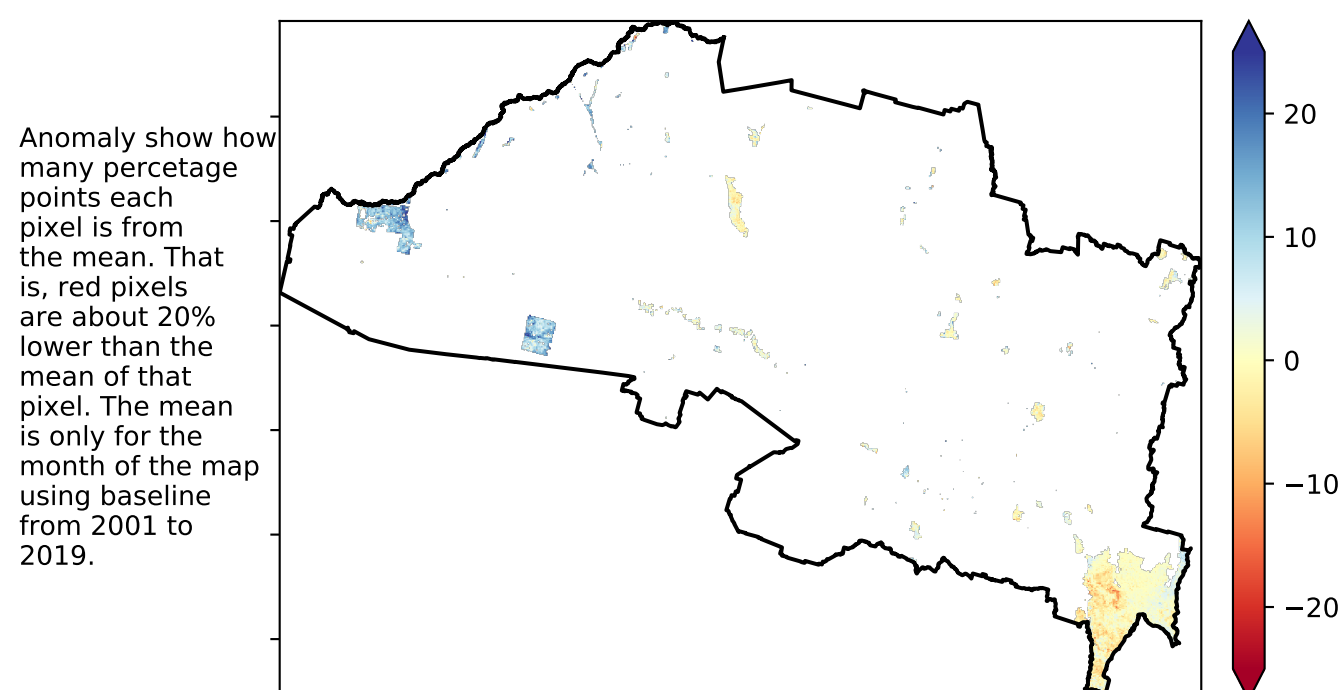 Anomaly show how
many percetage
points each
pixel is from
the mean. That
is, red pixels
are about 20%
lower than the
mean of that
pixel. The mean
is only for the
month of the map
using baseline
from 2001 to
2019.
20
10
0
−10
−20